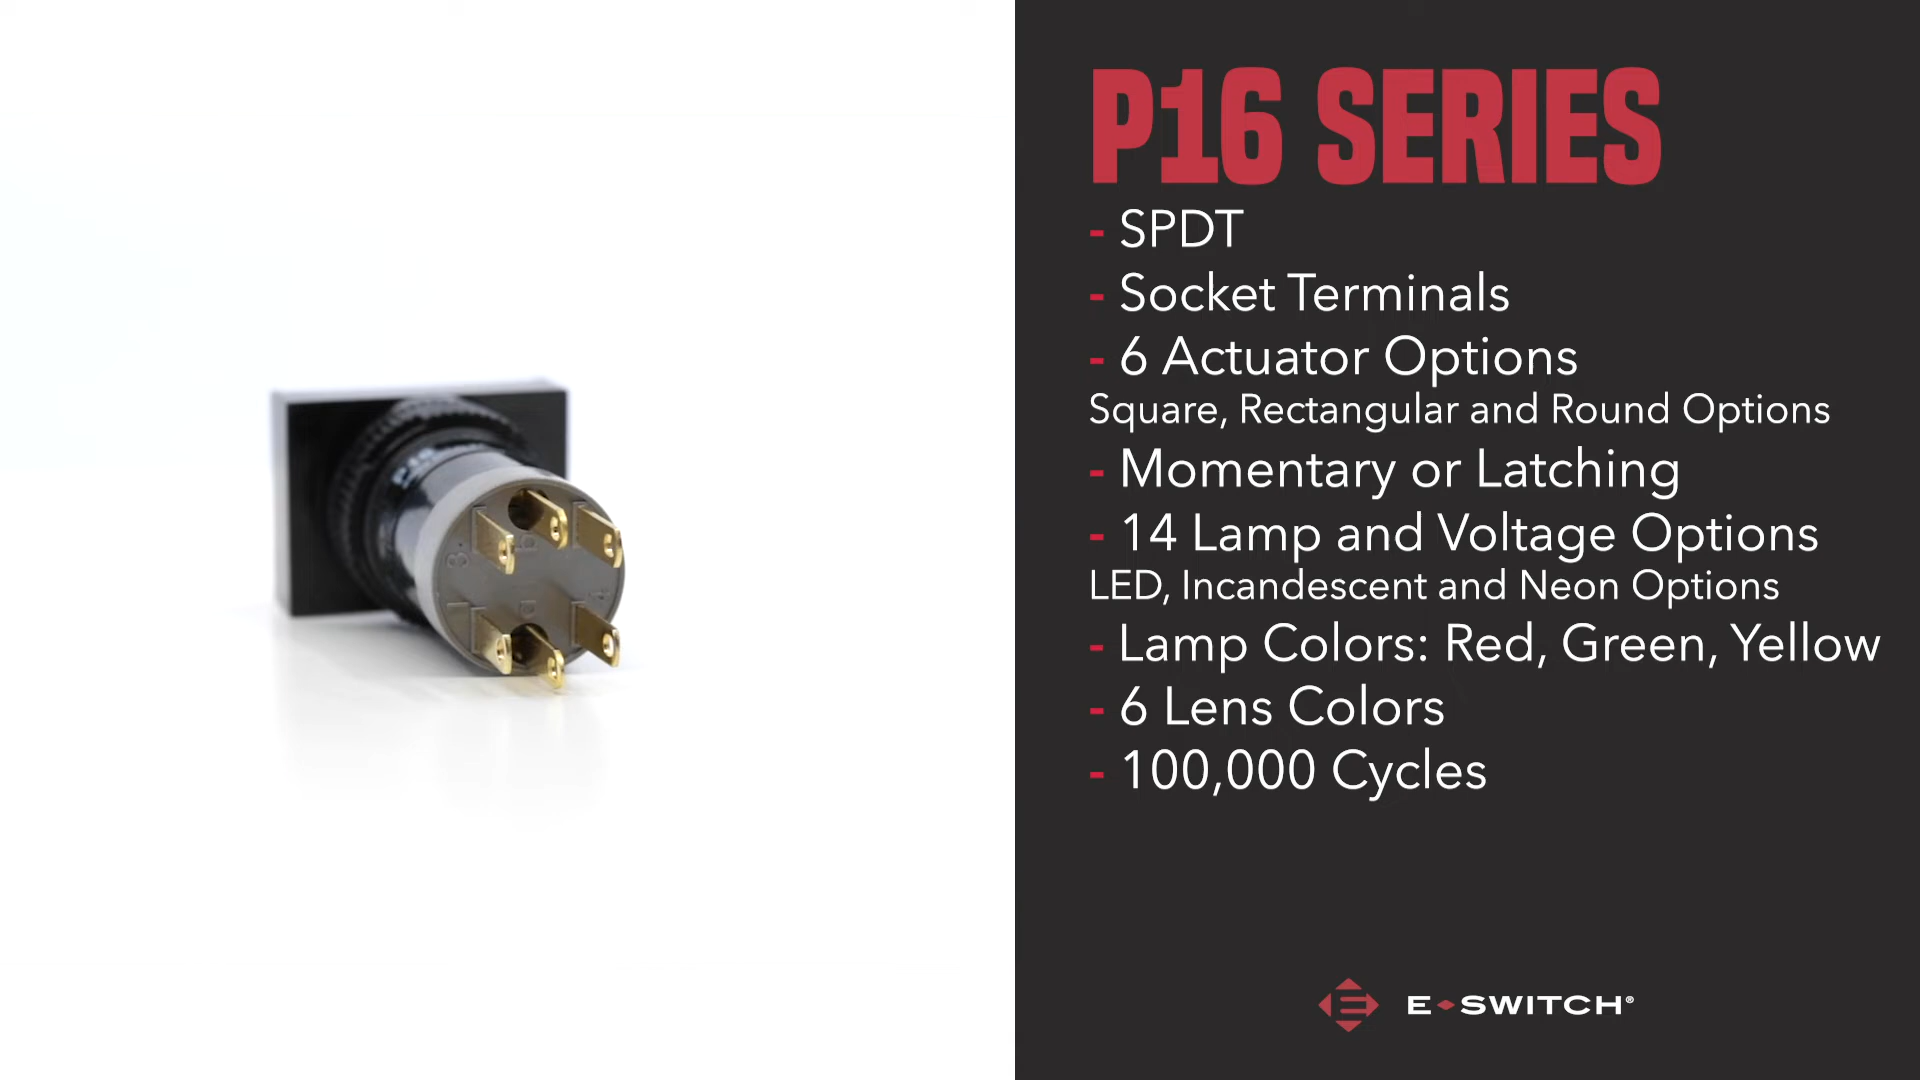 P16 SERIES
- SPDT
- Socket Terminals
- 6 Actuator Options
Square, Rectangular and Round Options
- Momentary or Latching
- 14 Lamp and Voltage Options
LED, Incandescent and Neon Options
- Lamp Colors: Red, Green, Yellow
- 6 Lens Colors
- 100,000 Cycles
E SWITCH®